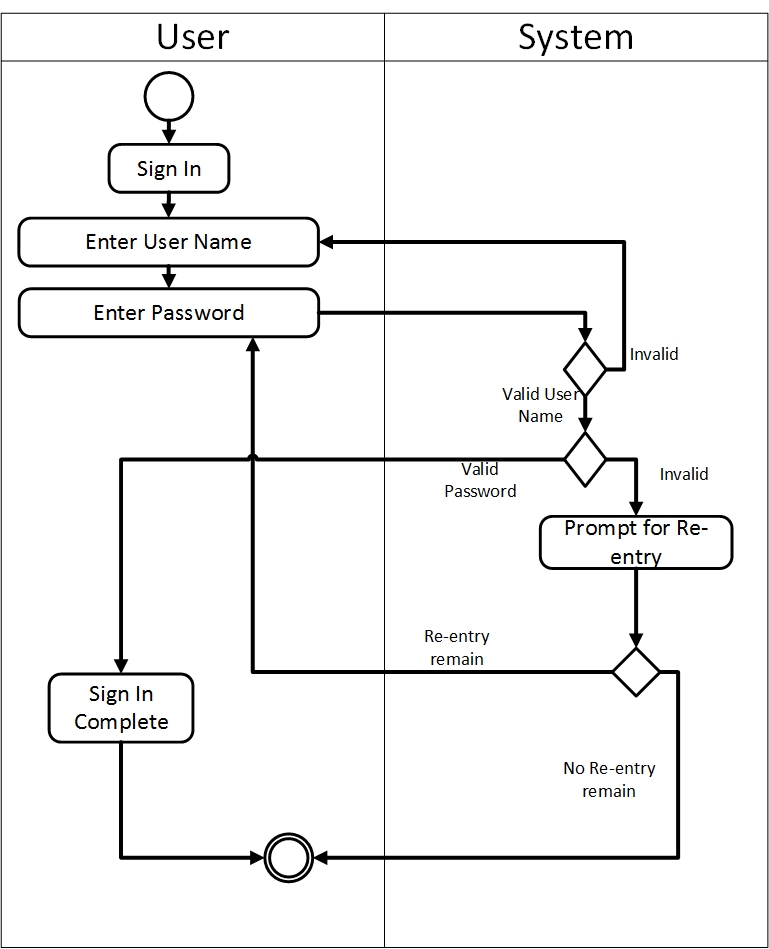 User
System
Sign In
Enter User Name
Enter Password
Invalid
Valid User
Name
Valid
Password
Invalid
Prompt for Re-
entry
Re-entry
remain
Sign In
Complete
No Re-entry
remain